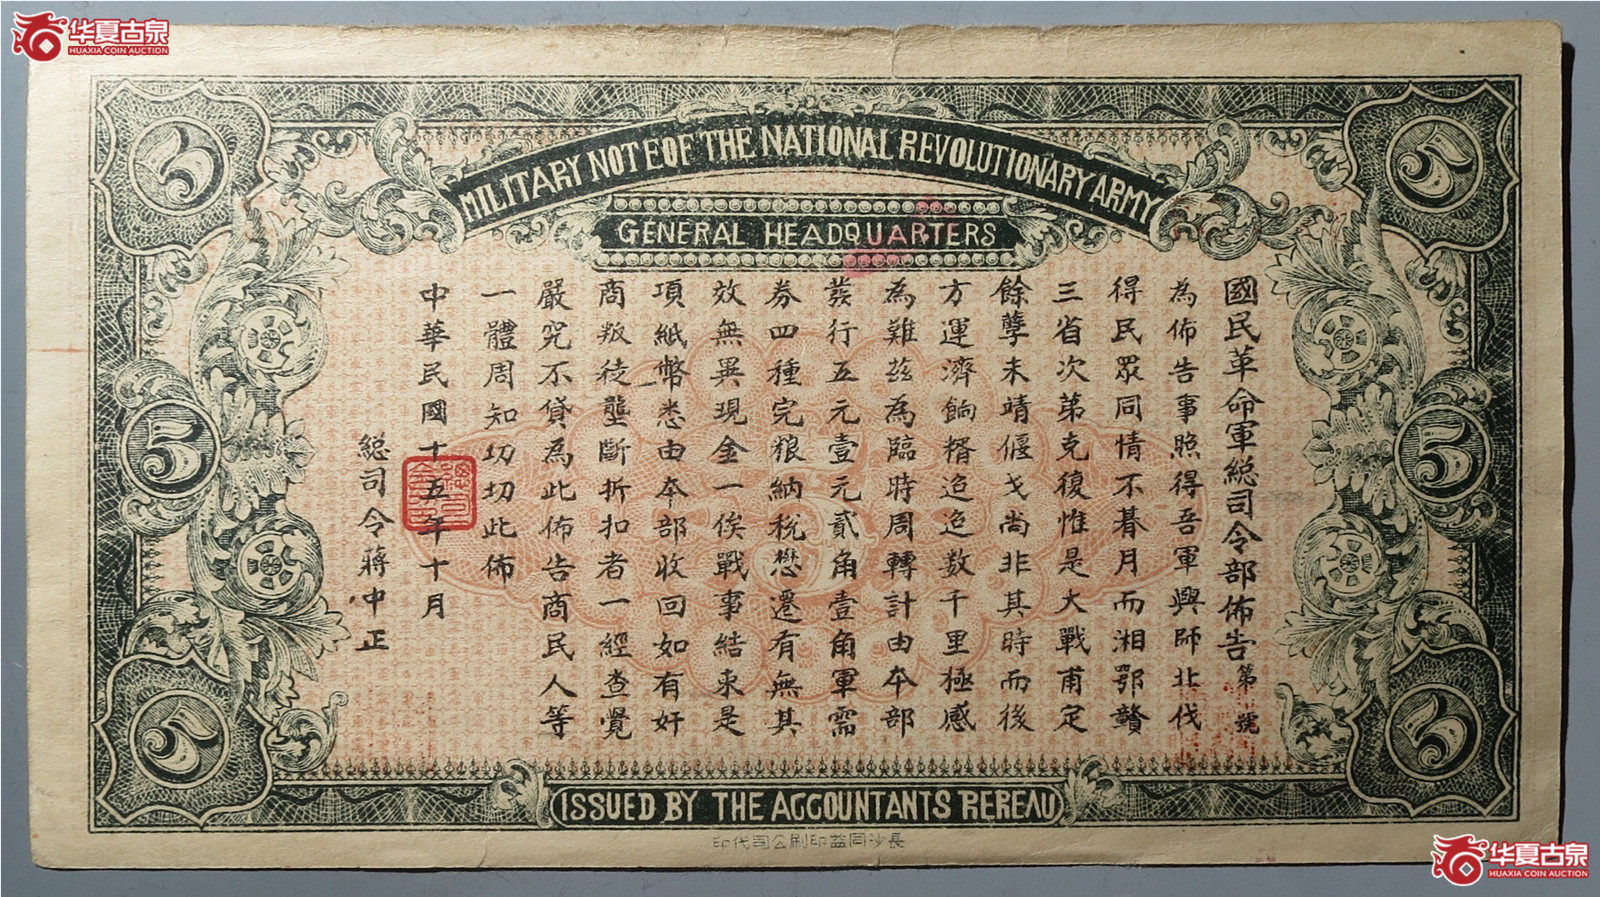 华夏古泉
HUAXIA COIN AUCTION
5
5
MILITARY NOTE OF THE NATIONAL REVOLUTIONARY ARMY
GENERAL HEADQUARTERS
國民革命軍總司令部佈告第 號
為佈告事照得吾軍興師北伐
得民眾同情不朞月而湘鄂贛
三省次第克復惟是大戰甫定
餘孽未靖偃戈尚非其時而後
方運濟餉糈迢迢数千里極感
為難茲為臨時周轉計由本部
發行五元壹元貳角壹角軍需
券四種完粮納稅懋遷有無其
效無異現金一俟戰事結束是
項紙幣悉由本部收回如有奸
商叛徒壟斷折扣者一經查覺
嚴究不貸為此佈告商民人等
一體周知切切此佈
中華民國十五年十月
總司令蔣中正
5
5
5
5
ISSUED BY THE ACCOUNTANTS REREAU
長沙同益印刷公司代印
华夏古泉
HUAXIA COIN AUCTION